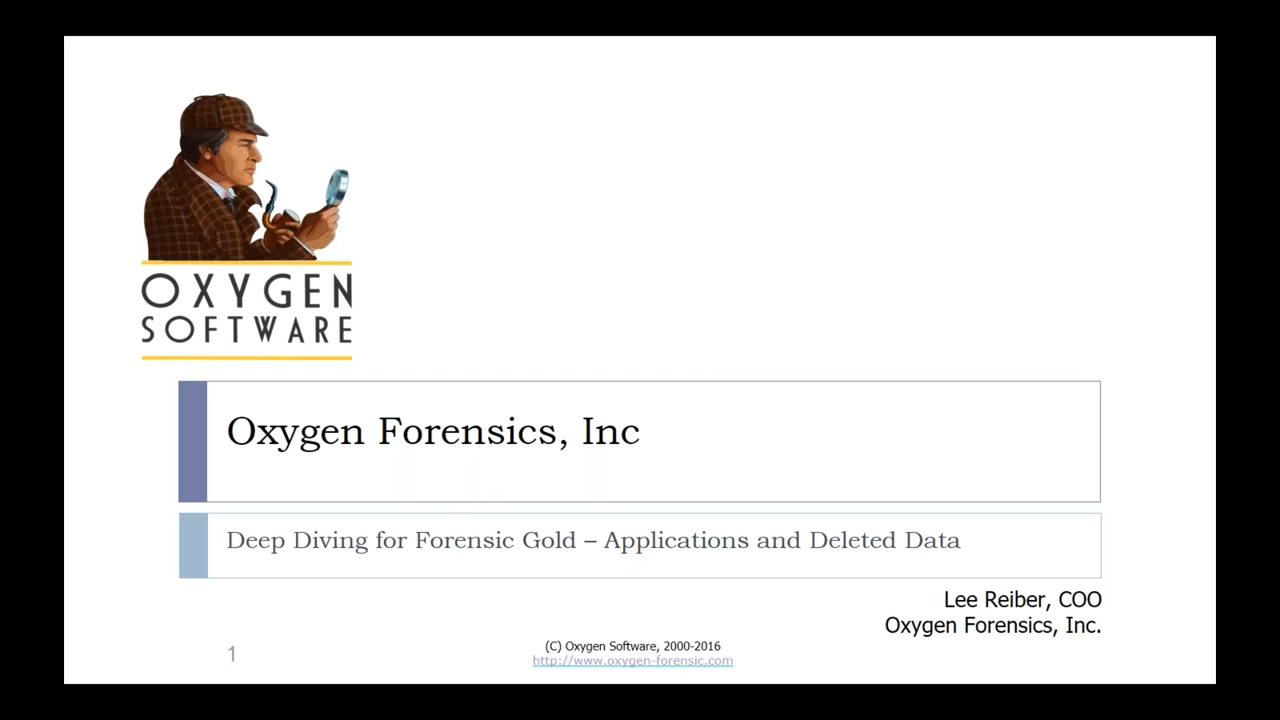 OXYGEN
SOFTWARE
Oxygen Forensics, Inc
Deep Diving for Forensic Gold – Applications and Deleted Data
Lee Reiber, COO
Oxygen Forensics, Inc.
(C) Oxygen Software, 2000-2016
http://www.oxygen-forensic.com
1